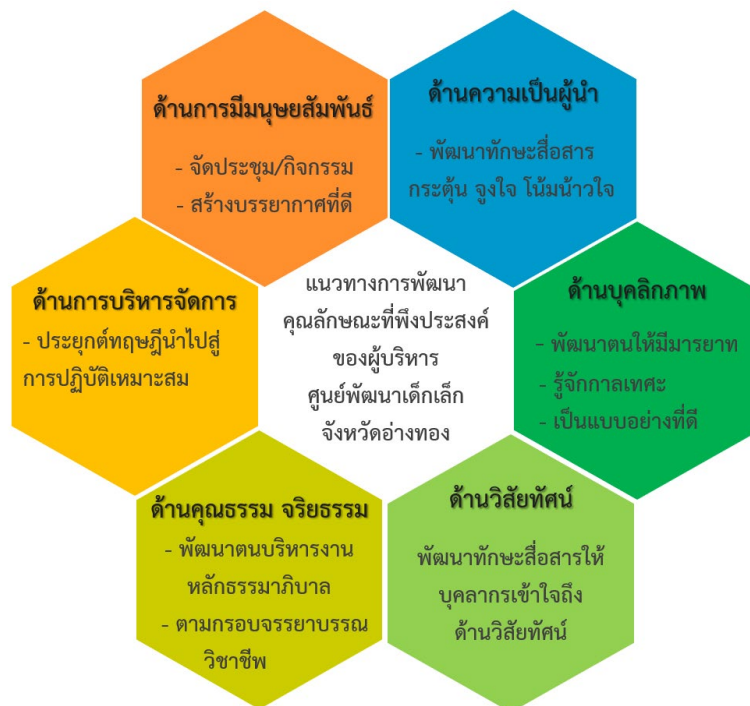 ด้านการมีมนุษยสัมพันธ์
- จัดประชุม/กิจกรรม
- สร้างบรรยากาศที่ดี
ด้านความเป็นผู้นำ
- พัฒนาทักษะสื่อสาร
กระตุ้น จูงใจ โน้มน้าวใจ
ด้านการบริหารจัดการ
- ประยุกต์ทฤษฎีนำไปสู่
การปฏิบัติเหมาะสม
แนวทางการพัฒนา
คุณลักษณะที่พึงประสงค์
ของผู้บริหาร
ศูนย์พัฒนาเด็กเล็ก
จังหวัดอ่างทอง
ด้านบุคลิกภาพ
- พัฒนาตนให้มีมารยาท
- รู้จักกาลเทศะ
- เป็นแบบอย่างที่ดี
ด้านคุณธรรม จริยธรรม
- พัฒนาตนบริหารงาน
หลักธรรมาภิบาล
- ตามกรอบจรรยาบรรณ
วิชาชีพ
ด้านวิสัยทัศน์
พัฒนาทักษะสื่อสารให้
บุคลากรเข้าใจถึง
ด้านวิสัยทัศน์